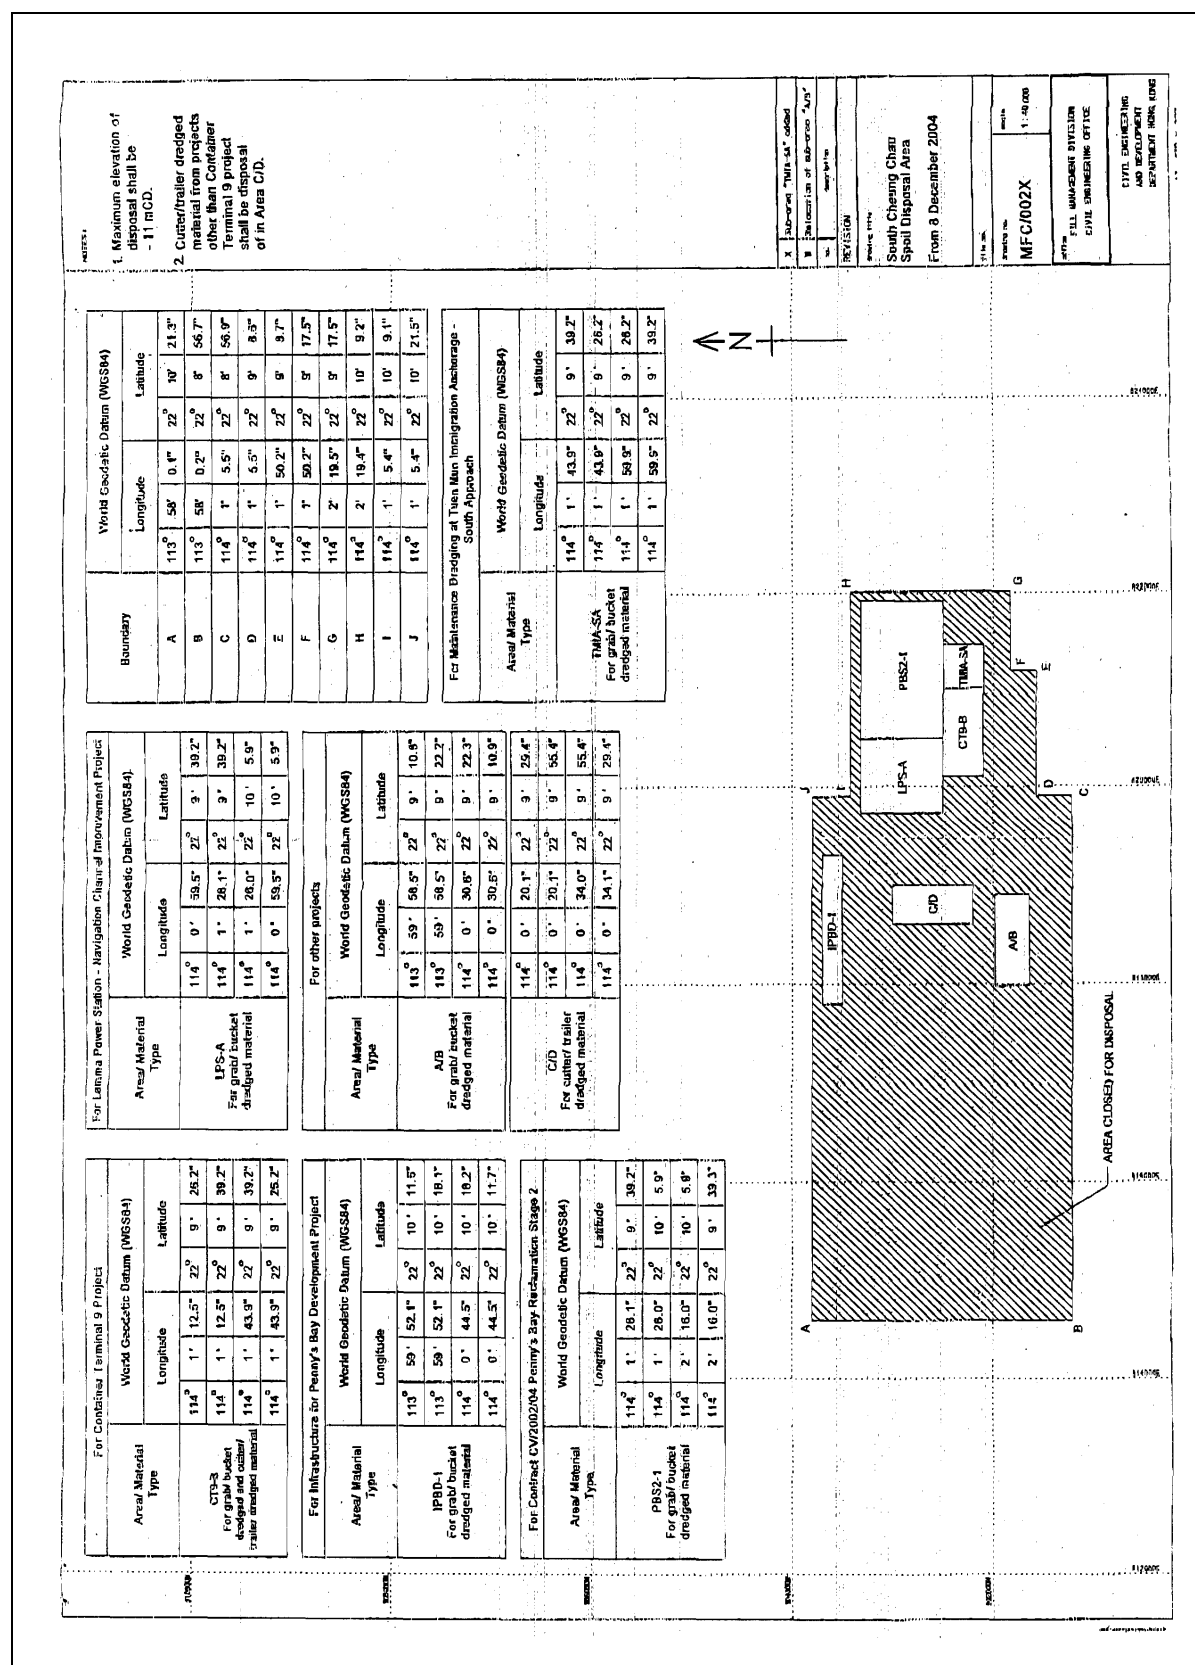 For Container Terminal 9 Project
Area/ Material Type
World Geodetic Datum (WGS84)
Longitude Latitude
CT9-B
For grab/ bucket
dredged and cutter/
trailer dredged material
114° 1' 12.5" 22° 9' 26.2"
114° 1' 12.5" 22° 9' 39.2"
114° 1' 43.9" 22° 9' 39.2"
114° 1' 43.9" 22° 9' 26.2"
For Infrastructure for Penny's Bay Development Project
Area/ Material Type
World Geodetic Datum (WGS84)
Longitude Latitude
IPBD-1
For grab/ bucket
dredged material
113° 59' 52.1" 22° 10' 11.5"
113° 59' 52.1" 22° 10' 18.1"
114° 0' 44.5" 22° 10' 18.2"
114° 0' 44.5" 22° 10' 11.7"
For Contract CV/2002/04 Penny's Bay Reclamation Stage 2
Area/ Material Type
World Geodetic Datum (WGS84)
Longitude Latitude
PBS2-1
For grab/ bucket
dredged material
114° 1' 28.1" 22° 9' 39.2"
114° 1' 28.0" 22° 10' 5.9"
114° 2' 16.0" 22° 10' 5.9"
114° 2' 16.0" 22° 9' 39.3"
For Lamma Power Station - Navigation Channel Improvement Project
Area/ Material Type
World Geodetic Datum (WGS84)
Longitude Latitude
LPS-A
For grab/ bucket
dredged material
114° 0' 59.5" 22° 9' 39.2"
114° 1' 28.1" 22° 9' 39.2"
114° 1' 28.0" 22° 10' 5.9"
114° 0' 59.5" 22° 10' 5.9"
For other projects
Area/ Material Type
World Geodetic Datum (WGS84)
Longitude Latitude
A/B
For grab/ bucket
dredged material
113° 59' 58.5" 22° 9' 10.8"
113° 59' 58.5" 22° 9' 22.2"
114° 0' 30.6" 22° 9' 22.3"
114° 0' 30.5" 22° 9' 10.9"
C/D
For cutter/ trailer
dredged material
114° 0' 20.1" 22° 9' 29.4"
114° 0' 20.1" 22° 9' 55.4"
114° 0' 34.0" 22° 9' 55.4"
114° 0' 34.1" 22° 9' 29.4"
Boundary
World Geodetic Datum (WGS84)
Longitude Latitude
A 113° 58' 0.1" 22° 10' 21.3"
B 113° 58' 0.2" 22° 8' 56.7"
C 114° 1' 5.5" 22° 8' 56.9"
D 114° 1' 5.5" 22° 9' 8.6"
E 114° 1' 50.2" 22° 9' 8.7"
F 114° 1' 50.2" 22° 9' 17.5"
G 114° 2' 19.5" 22° 9' 17.5"
H 114° 2' 19.4" 22° 10' 9.2"
I 114° 1' 5.4" 22° 10' 9.1"
J 114° 1' 5.4" 22° 10' 21.5"
For Maintenance Dredging at Tuen Mun Immigration Anchorage -
South Approach
Area/ Material Type
World Geodetic Datum (WGS84)
Longitude Latitude
TMIA-SA
For grab/ bucket
dredged material
114° 1' 43.9" 22° 9' 39.2"
114° 1' 43.9" 22° 9' 26.2"
114° 1' 59.9" 22° 9' 26.2"
114° 1' 59.9" 22° 9' 39.2"
NOTES :
1. Maximum elevation of
disposal shall be
- 11 mCD.
2. Cutter/trailer dredged
material from projects
other than Container
Terminal 9 project
shall be disposal
of in Area C/D.
N
A
B
C
D
E
F
G
H
I
J
IPBD-1
LPS-A
PBS2-1
CT9-B
TMIA-SA
C/D
A/B
AREA CLOSED FOR DISPOSAL
812000E
814000E
816000E
818000E
820000E
822000E
824000E
X Sub-area "TMIA-SA" added
W Relocation of sub-area "A/B"
no. description
REVISION
drawing title
South Cheung Chau
Spoil Disposal Area
From 8 December 2004
file no.
drawing no.
MFC/002X
scale
1 : 40 000
office
FILL MANAGEMENT DIVISION
CIVIL ENGINEERING OFFICE
CIVIL ENGINEERING
AND DEVELOPMENT
DEPARTMENT HONG KONG